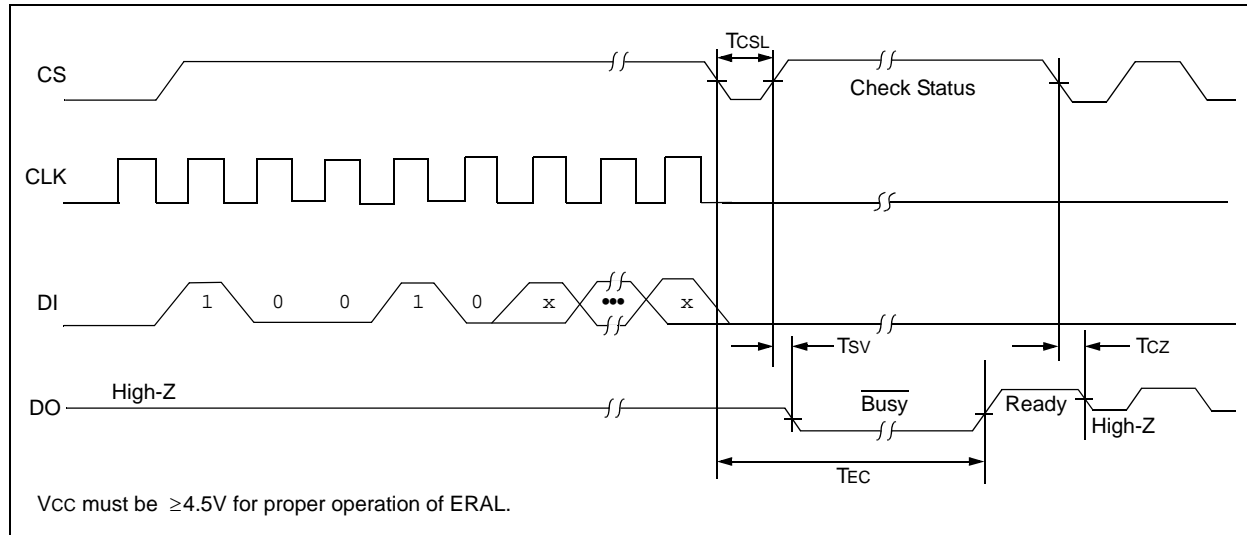 TCSL
CS
Check Status
CLK
DI
1 0 0 1 0 x ••• x
TSV
TCZ
High-Z
DO
Busy
Ready
High-Z
TEC
VCC must be ≥4.5V for proper operation of ERAL.